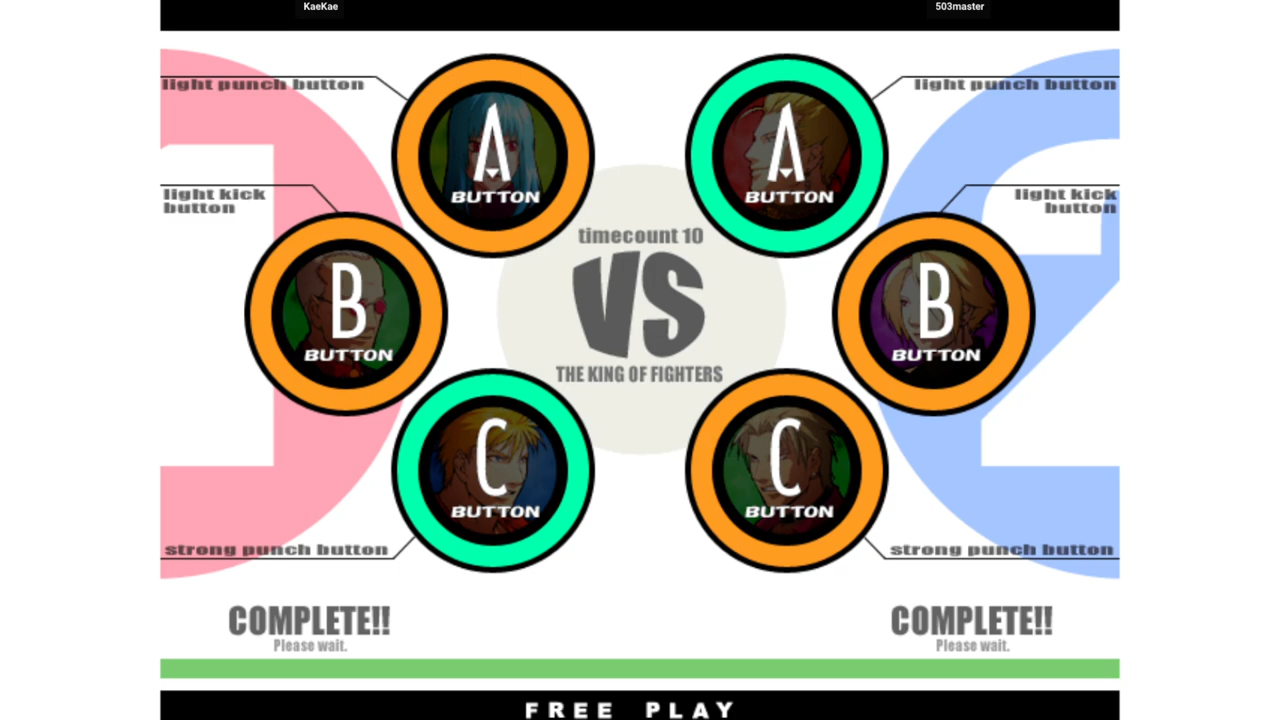 KaeKae
503master
light punch button
light punch button
A
BUTTON
A
BUTTON
light kick
button
light kick
button
timecount 10
VS
THE KING OF FIGHTERS
B
BUTTON
B
BUTTON
C
BUTTON
C
BUTTON
strong punch button
strong punch button
COMPLETE!!
Please wait.
COMPLETE!!
Please wait.
FREE PLAY
1
2